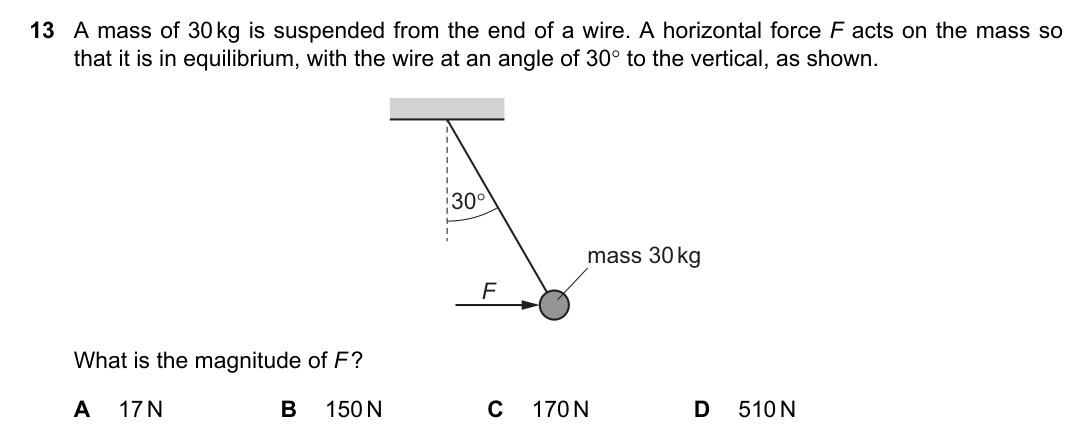 13 A mass of 30 kg is suspended from the end of a wire. A horizontal force F acts on the mass so
that it is in equilibrium, with the wire at an angle of 30° to the vertical, as shown.
30°
mass 30 kg
F
What is the magnitude of F?
A 17 N B 150 N C 170 N D 510 N